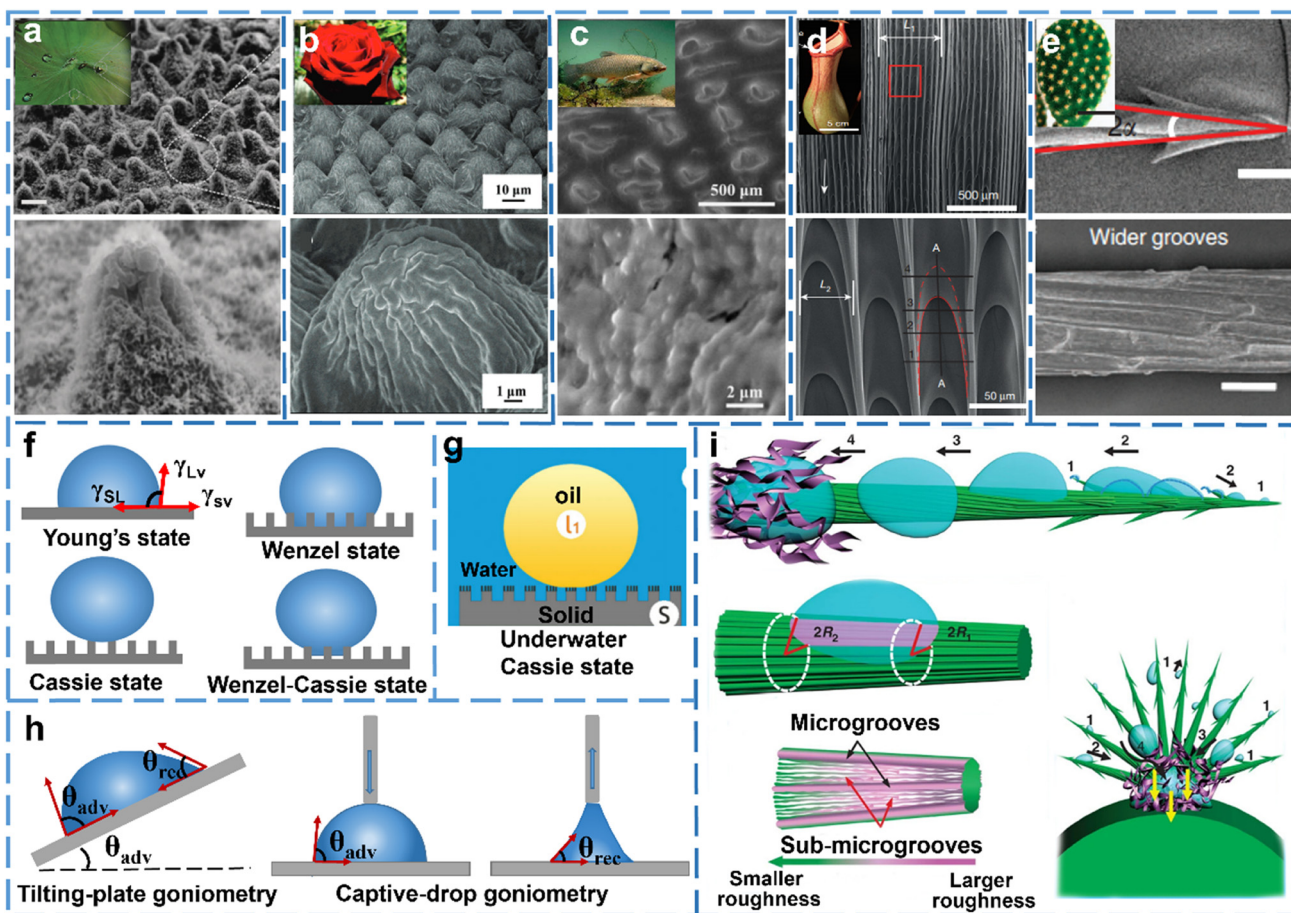 a
b
10 µm
1 µm
c
500 µm
2 µm
d
5 cm
L1
500 µm
A
4
L2
3
2
1
A
50 µm
e
2α
Wider grooves
f
γLv
γSL
γsv
Young's state
Wenzel state
Cassie state
Wenzel-Cassie state
g
oil
l1
Water
Solid
S
Underwater
Cassie state
h
θrec
θadv
θadv
Tilting-plate goniometry
θadv
θrec
Captive-drop goniometry
i
4
3
2
1
2
1
2R2
2R1
Microgrooves
Sub-microgrooves
Smaller
roughness
Larger
roughness
1
1
1
2
4
3
1